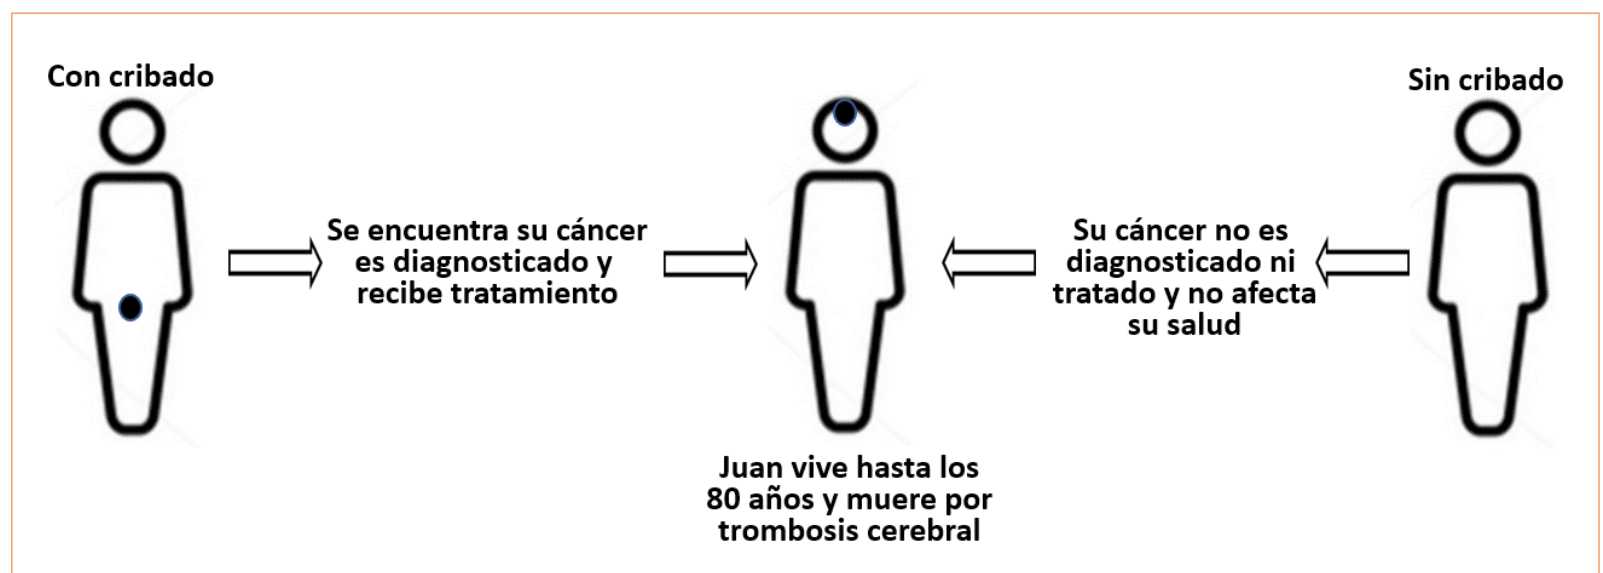 Con cribado
Sin cribado
Se encuentra su cáncer
es diagnosticado y
recibe tratamiento
Su cáncer no es
diagnosticado ni
tratado y no afecta
su salud
Juan vive hasta los
80 años y muere por
trombosis cerebral